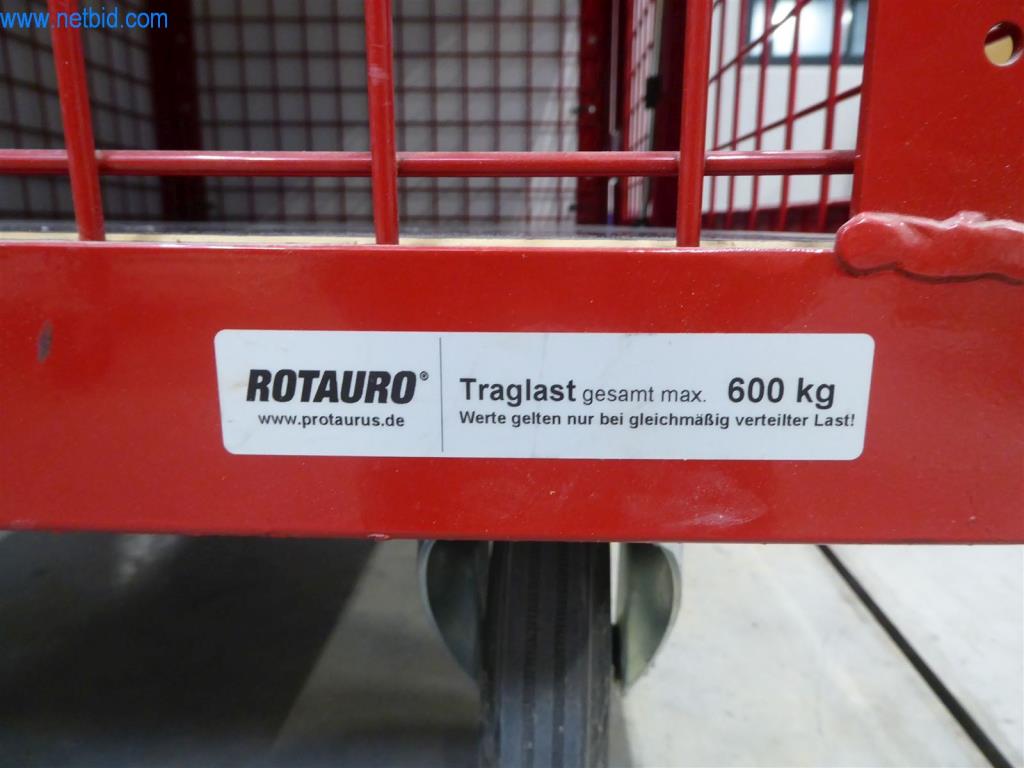 www.netbid.com
ROTAURO®
www.protaurus.de
Traglast gesamt max. 600 kg
Werte gelten nur bei gleichmäßig verteilter Last!